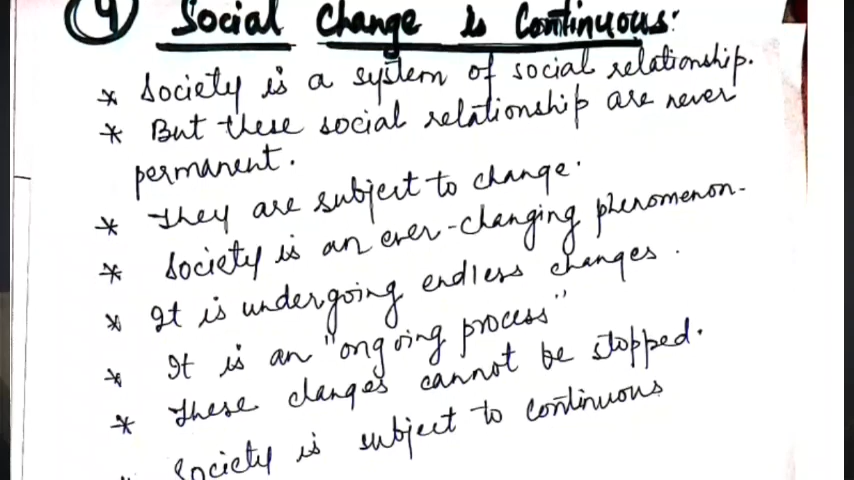 4 Social Change is Continuous:
* Society is a system of social relationship.
* But these social relationship are never
permanent.
* They are subject to change.
* Society is an ever-changing phenomenon.
* It is undergoing endless changes.
* It is an "ongoing process"
* These changes cannot be stopped.
* Society is subject to continuous